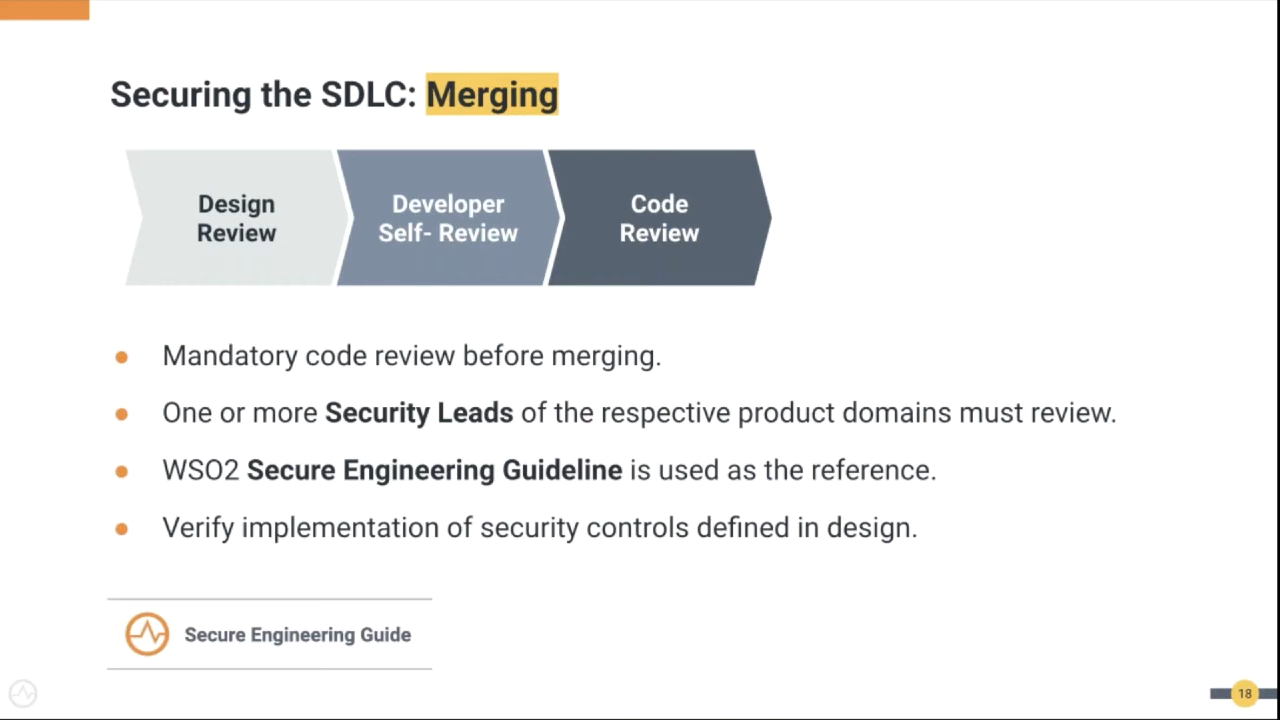 Securing the SDLC: Merging
Design
Review
Developer
Self- Review
Code
Review
Mandatory code review before merging.
One or more Security Leads of the respective product domains must review.
WSO2 Secure Engineering Guideline is used as the reference.
Verify implementation of security controls defined in design.
Secure Engineering Guide
18